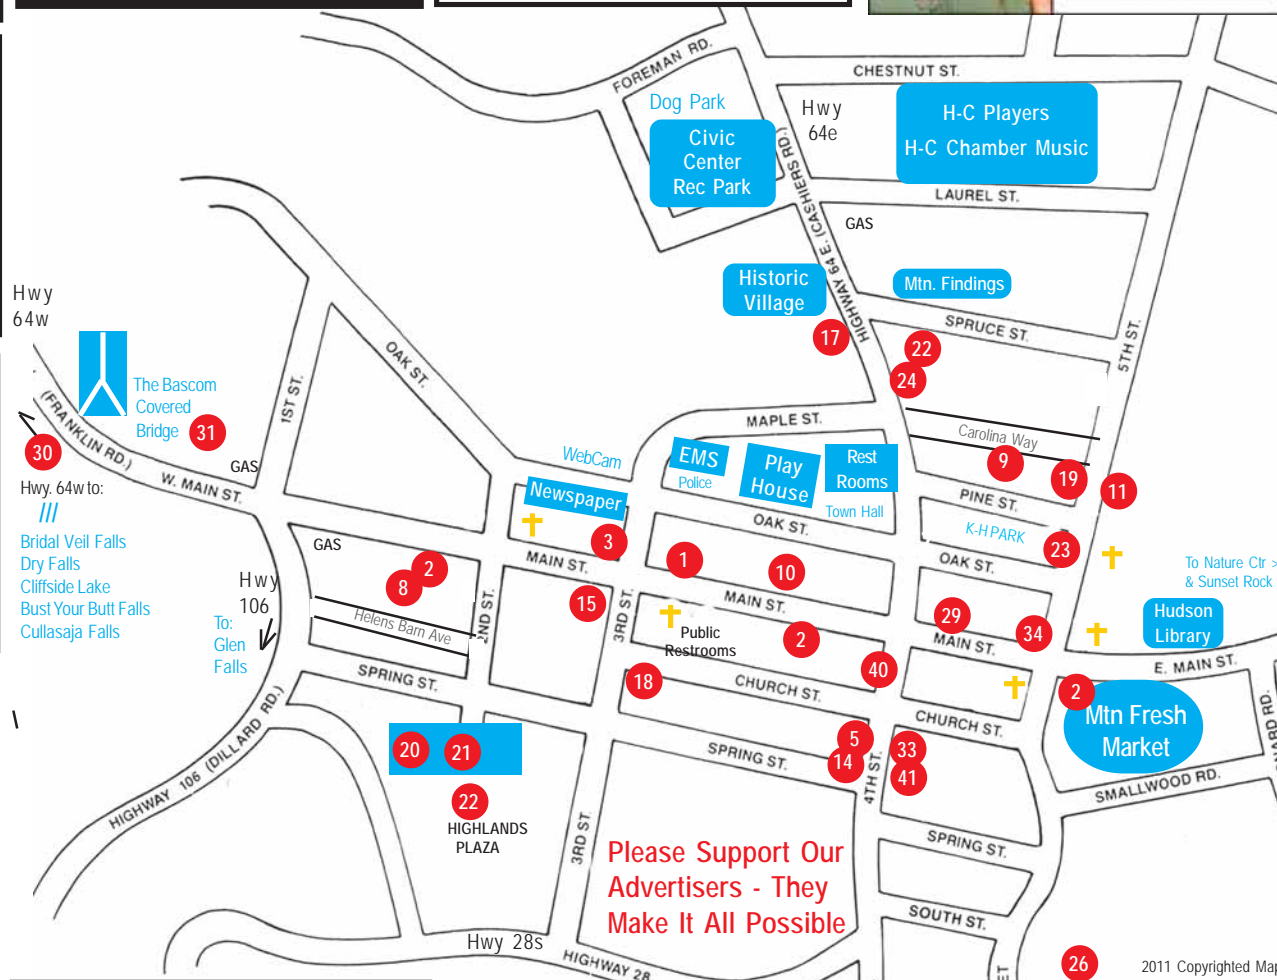 FOREMAN RD.
CHESTNUT ST.
Dog Park
Civic
Center
Rec Park
Hwy
64e
H-C Players
H-C Chamber Music
LAUREL ST.
GAS
HIGHWAY 64 E. (CASHIERS RD.)
Historic
Village
Mtn. Findings
SPRUCE ST.
5TH ST.
17
22
24
Hwy
64w
The Bascom
Covered
Bridge
31
30
(FRANKLIN RD.)
GAS
W. MAIN ST.
1ST ST.
OAK ST.
MAPLE ST.
Carolina Way
9
19
11
PINE ST.
WebCam
EMS
Police
Play
House
Rest
Rooms
Town Hall
Newspaper
OAK ST.
K-H PARK
23
OAK ST.
Hwy. 64w to:
///
Bridal Veil Falls
Dry Falls
Cliffside Lake
Bust Your Butt Falls
Cullasaja Falls
Hwy
106
To:
Glen
Falls
GAS
2
8
Helens Barn Ave
2ND ST.
MAIN ST.
3
15
3RD ST.
1
10
MAIN ST.
Public
Restrooms
2
40
29
34
MAIN ST.
To Nature Ctr >
& Sunset Rock
Hudson
Library
E. MAIN ST.
SPRING ST.
18
CHURCH ST.
CHURCH ST.
2
Mtn Fresh
Market
SMALLWOOD RD.
HIGHWAY 106 (DILLARD RD.)
20
21
22
HIGHLANDS
PLAZA
3RD ST.
SPRING ST.
5
14
4TH ST.
33
41
SPRING ST.
SOUTH ST.
Please Support Our
Advertisers - They
Make It All Possible
Hwy 28s
HIGHWAY 28
26
2011 Copyrighted Map